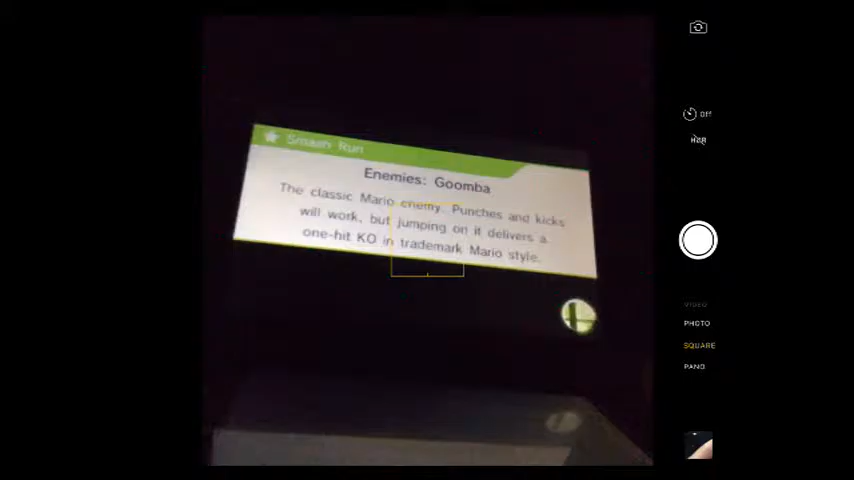 Smash Run
Enemies: Goomba
The classic Mario enemy. Punches and kicks
will work, but jumping on it delivers a
one-hit KO in trademark Mario style.
Off
VIDEO
PHOTO
SQUARE
PANO